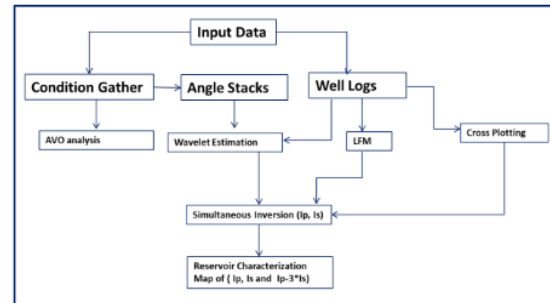 Input Data
Condition Gather
Angle Stacks
Well Logs
AVO analysis
Wavelet Estimation
LFM
Cross Plotting
Simultaneous Inversion (Ip, Is)
Reservoir Characterization
Map of ( Ip, Is and Ip-3*Is)